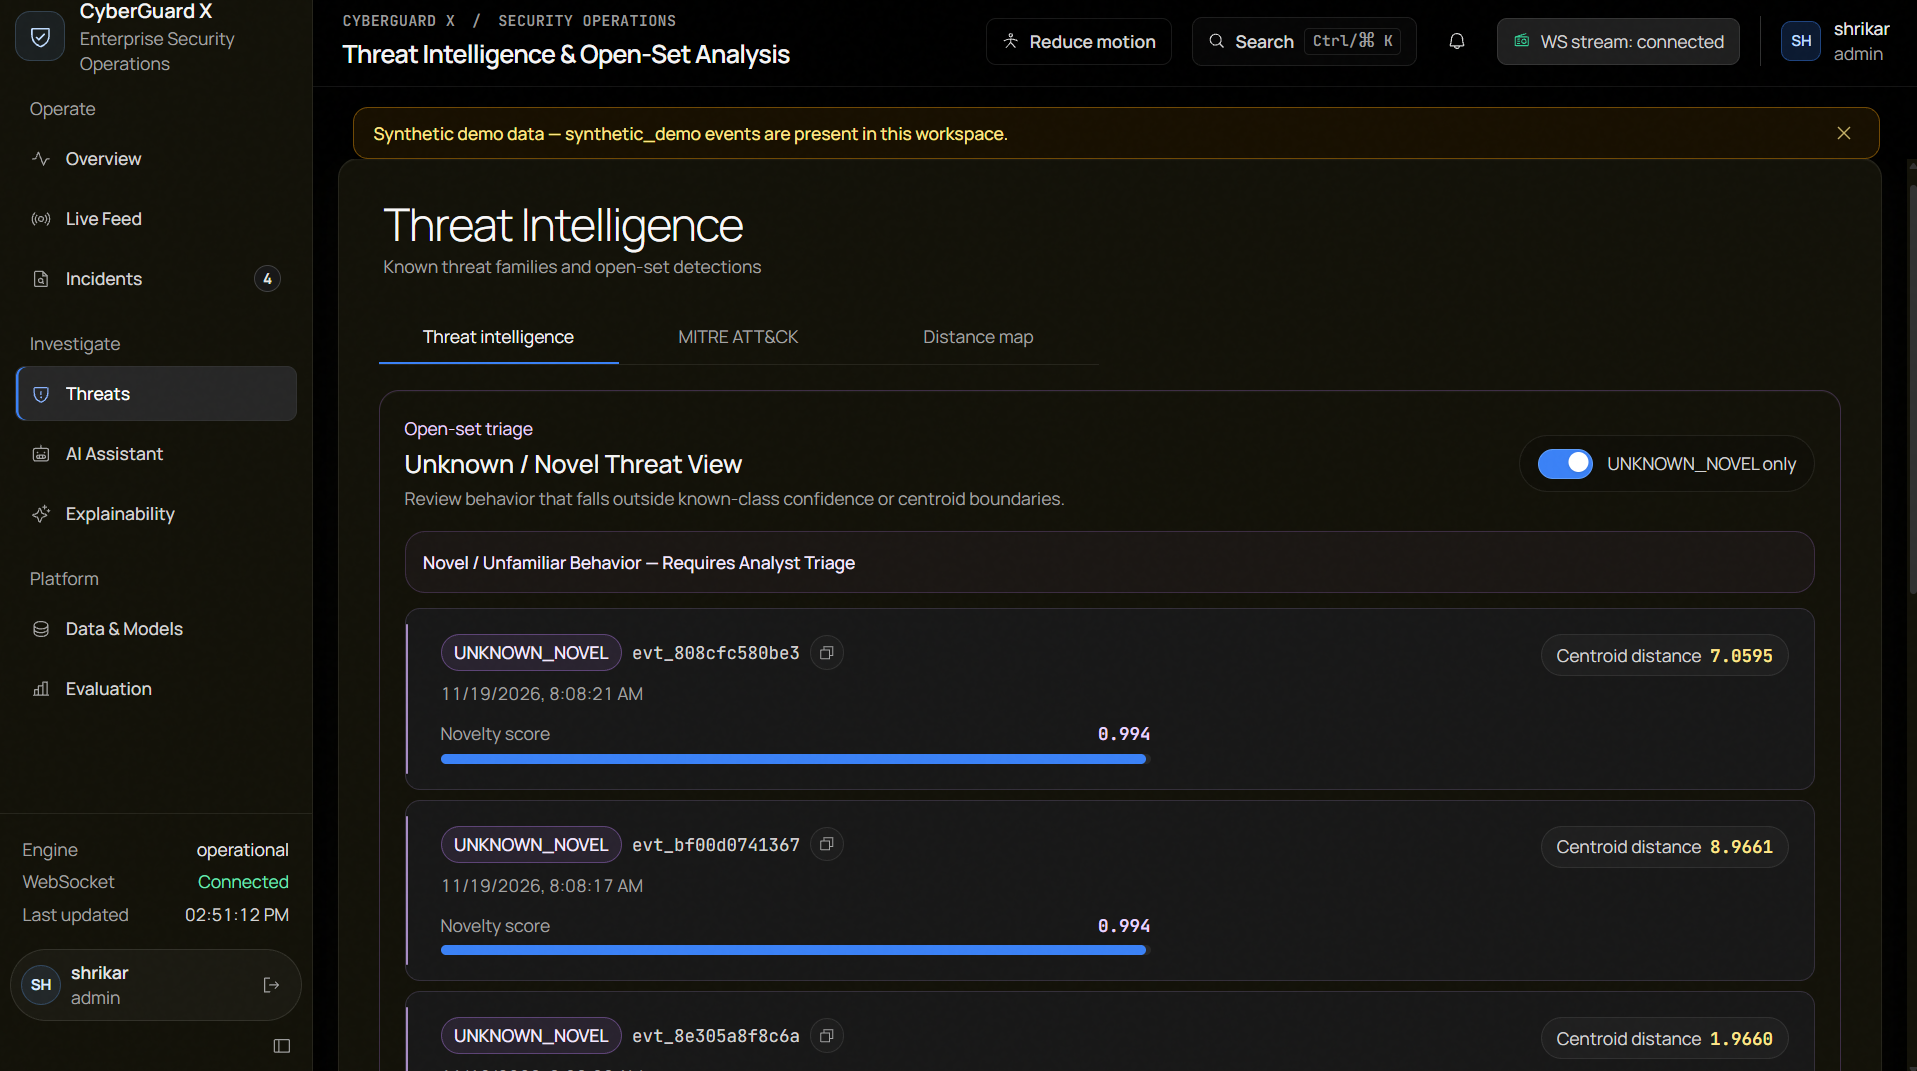 CyberGuard X
Enterprise Security
Operations
Operate
Overview
Live Feed
Incidents 4
Investigate
Threats
AI Assistant
Explainability
Platform
Data & Models
Evaluation
Engine operational
WebSocket Connected
Last updated 02:51:12 PM
SH shrikar
admin
CYBERGUARD X / SECURITY OPERATIONS
Threat Intelligence & Open-Set Analysis
Reduce motion
Search Ctrl/⌘ K
WS stream: connected
SH shrikar
admin
Synthetic demo data — synthetic_demo events are present in this workspace.
Threat Intelligence
Known threat families and open-set detections
Threat intelligence MITRE ATT&CK Distance map
Open-set triage
Unknown / Novel Threat View
Review behavior that falls outside known-class confidence or centroid boundaries.
UNKNOWN_NOVEL only
Novel / Unfamiliar Behavior — Requires Analyst Triage
UNKNOWN_NOVEL evt_808cfc580be3 Centroid distance 7.0595
11/19/2026, 8:08:21 AM
Novelty score 0.994
UNKNOWN_NOVEL evt_bf00d0741367 Centroid distance 8.9661
11/19/2026, 8:08:17 AM
Novelty score 0.994
UNKNOWN_NOVEL evt_8e305a8f8c6a Centroid distance 1.9660